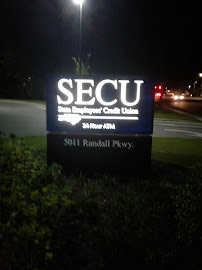 SECU
State Employees' Credit Union
24 Hour ATM
5011 Randall Pkwy.